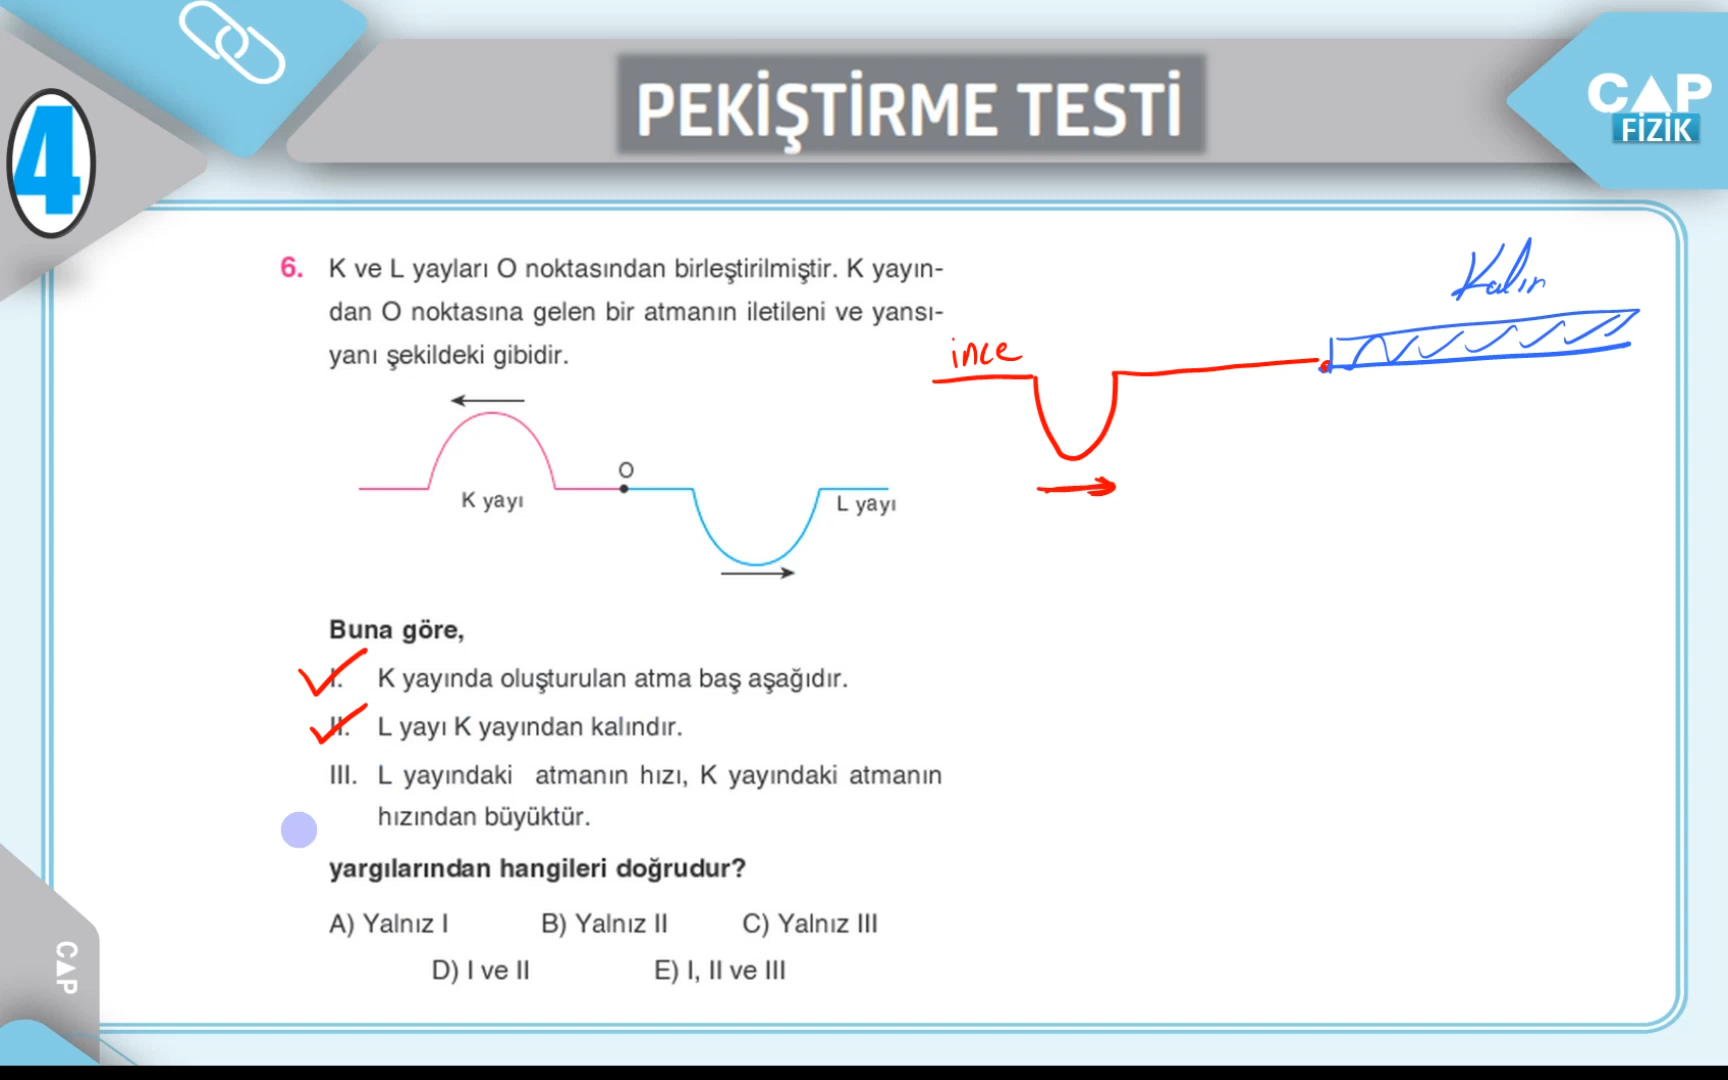 4
PEKİŞTİRME TESTİ
CAP
FİZİK
6. K ve L yayları O noktasından birleştirilmiştir. K yayın-
dan O noktasına gelen bir atmanın iletileni ve yansı-
yanı şekildeki gibidir.
ince
Kalın
O
K yayı
L yayı
Buna göre,
I. K yayında oluşturulan atma baş aşağıdır.
II. L yayı K yayından kalındır.
III. L yayındaki atmanın hızı, K yayındaki atmanın
hızından büyüktür.
yargılarından hangileri doğrudur?
A) Yalnız I B) Yalnız II C) Yalnız III
D) I ve II E) I, II ve III
CAP